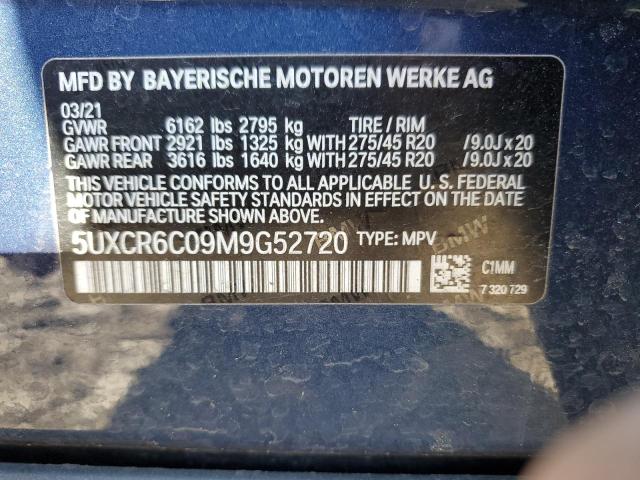 MFD BY BAYERISCHE MOTOREN WERKE AG
03/21
GVWR 6162 lbs 2795 kg TIRE / RIM
GAWR FRONT 2921 lbs 1325 kg WITH 275/45 R20 /9.0J x 20
GAWR REAR 3616 lbs 1640 kg WITH 275/45 R20 /9.0J x 20
THIS VEHICLE CONFORMS TO ALL APPLICABLE U.S. FEDERAL
MOTOR VEHICLE SAFETY STANDARDS IN EFFECT ON THE
DATE OF MANUFACTURE SHOWN ABOVE.
5UXCR6C09M9G52720 TYPE: MPV
C1MM
7 320 729